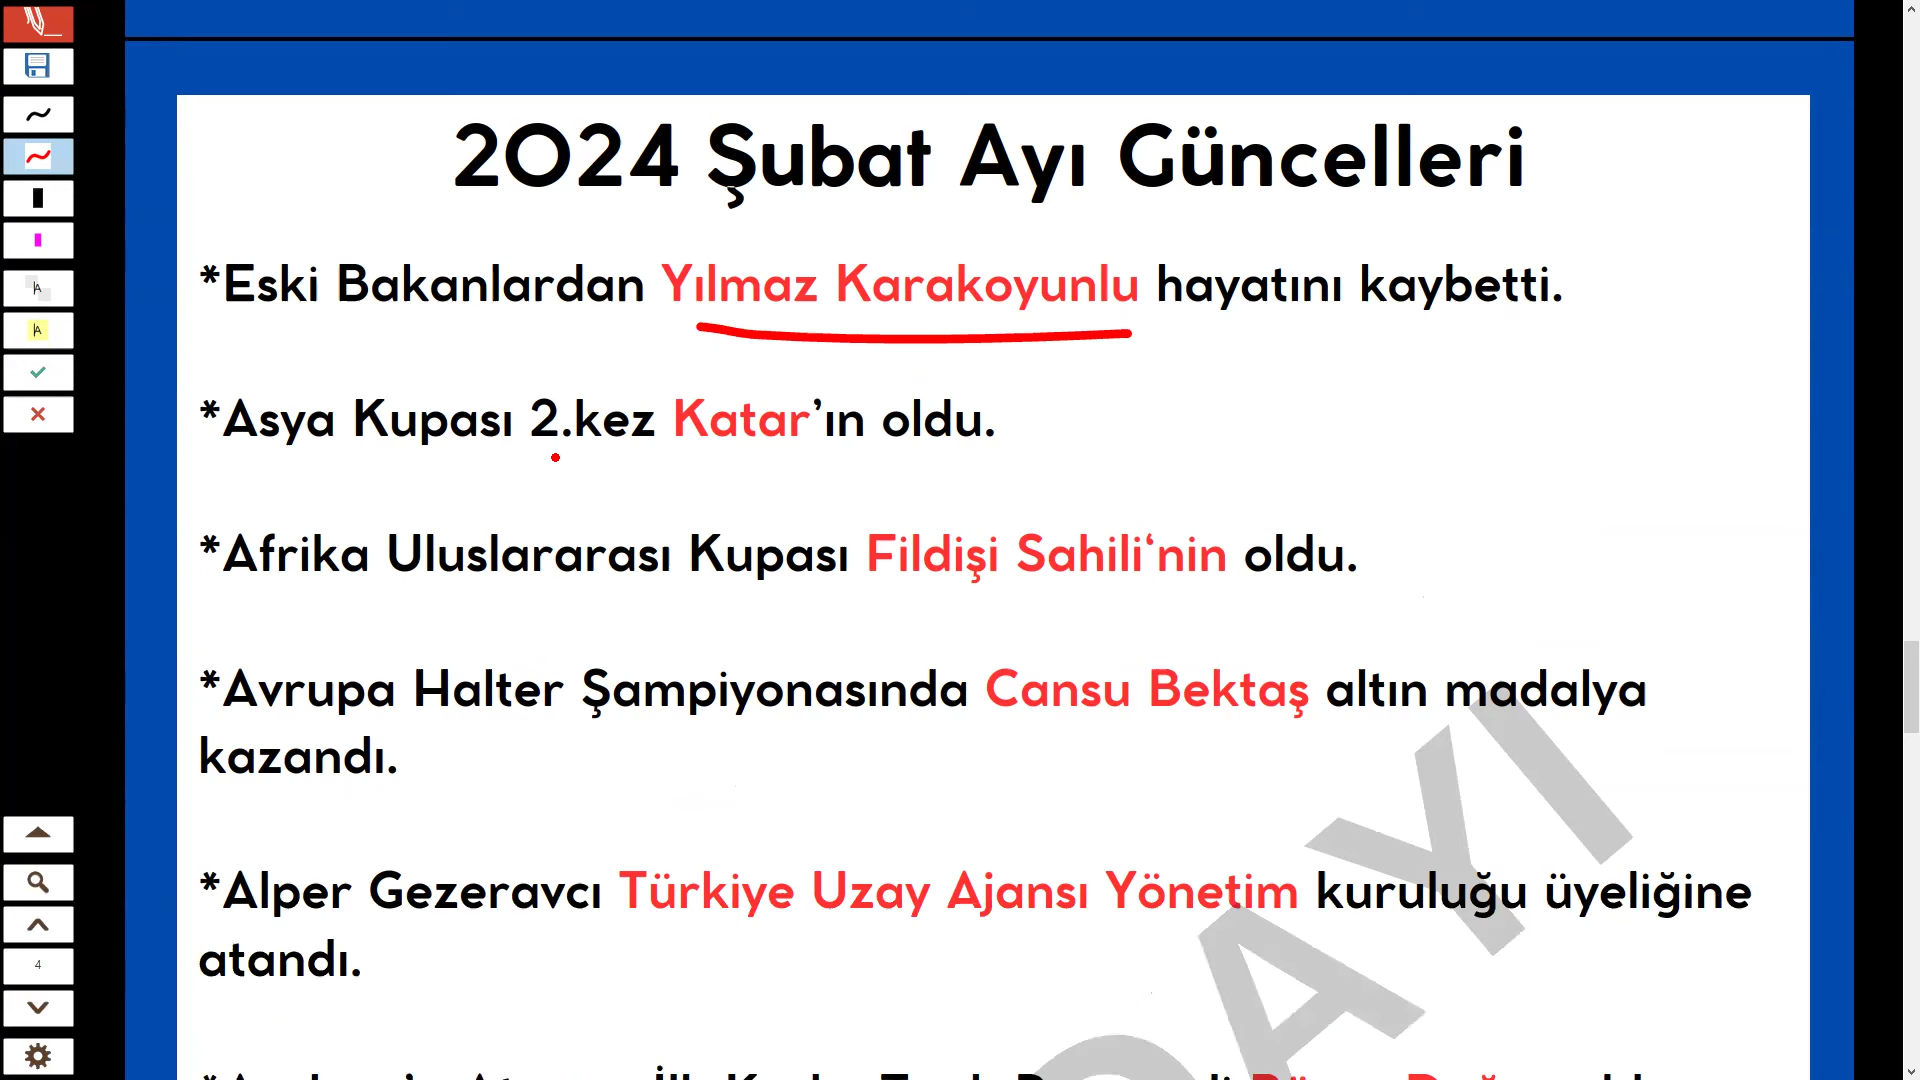 2024 Şubat Ayı Güncelleri
*Eski Bakanlardan Yılmaz Karakoyunlu hayatını kaybetti.
*Asya Kupası 2.kez Katar’ın oldu.
*Afrika Uluslararası Kupası Fildişi Sahili‘nin oldu.
*Avrupa Halter Şampiyonasında Cansu Bektaş altın madalya
kazandı.
*Alper Gezeravcı Türkiye Uzay Ajansı Yönetim kuruluğu üyeliğine
atandı.
DAYI
4